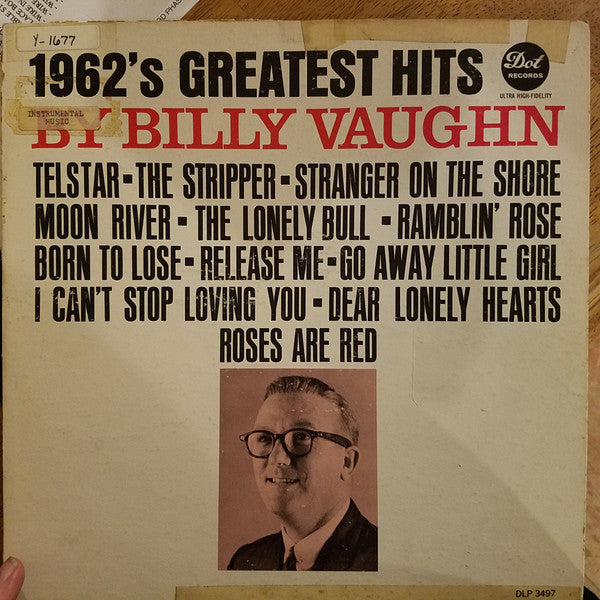 Y-1677
1962's GREATEST HITS
Dot
RECORDS
ULTRA HIGH-FIDELITY
INSTRUMENTAL
MUSIC
BY BILLY VAUGHN
TELSTAR-THE STRIPPER-STRANGER ON THE SHORE
MOON RIVER - THE LONELY BULL - RAMBLIN' ROSE
BORN TO LOSE-RELEASE ME-GO AWAY LITTLE GIRL
I CAN'T STOP LOVING YOU-DEAR LONELY HEARTS
ROSES ARE RED
DLP 3497